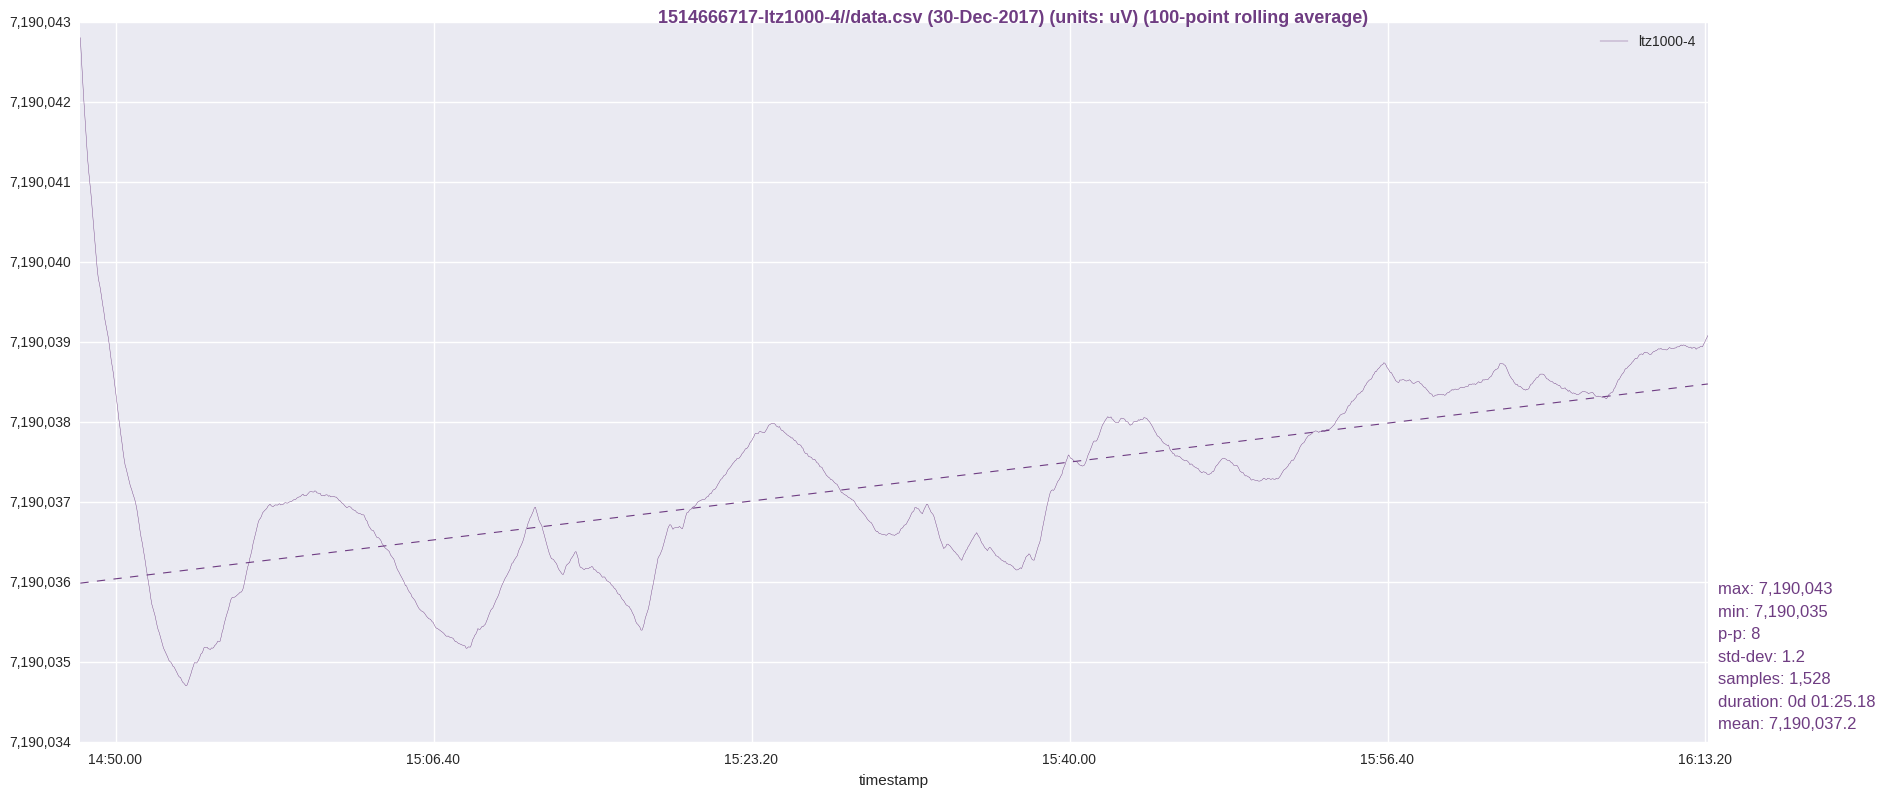 1514666717-ltz1000-4//data.csv (30-Dec-2017) (units: uV) (100-point rolling average)
ltz1000-4
7,190,043
7,190,042
7,190,041
7,190,040
7,190,039
7,190,038
7,190,037
7,190,036
7,190,035
7,190,034
max: 7,190,043
min: 7,190,035
p-p: 8
std-dev: 1.2
samples: 1,528
duration: 0d 01:25.18
mean: 7,190,037.2
14:50.00 15:06.40 15:23.20 15:40.00 15:56.40 16:13.20
timestamp